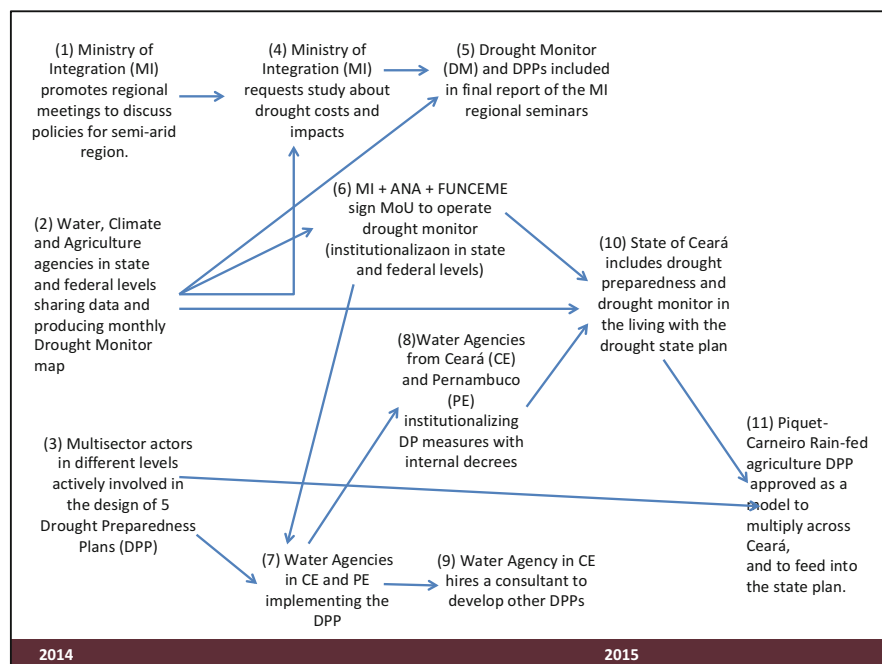 (1) Ministry of
Integration (MI)
promotes regional
meetings to discuss
policies for semi-arid
region.
(4) Ministry of
Integration (MI)
requests study about
drought costs and
impacts
(5) Drought Monitor
(DM) and DPPs included
in final report of the MI
regional seminars
(2) Water, Climate
and Agriculture
agencies in state
and federal levels
sharing data and
producing monthly
Drought Monitor
map
(6) MI + ANA + FUNCEME
sign MoU to operate
drought monitor
(institutionalizaon in state
and federal levels)
(10) State of Ceará
includes drought
preparedness and
drought monitor in
the living with the
drought state plan
(8)Water Agencies
from Ceará (CE)
and Pernambuco
(PE)
institutionalizing
DP measures with
internal decrees
(3) Multisector actors
in different levels
actively involved in
the design of 5
Drought Preparedness
Plans (DPP)
(11) Piquet-
Carneiro Rain-fed
agriculture DPP
approved as a
model to
multiply across
Ceará,
and to feed into
the state plan.
(7) Water Agencies
in CE and PE
implementing the
DPP
(9) Water Agency in CE
hires a consultant to
develop other DPPs
2014
2015